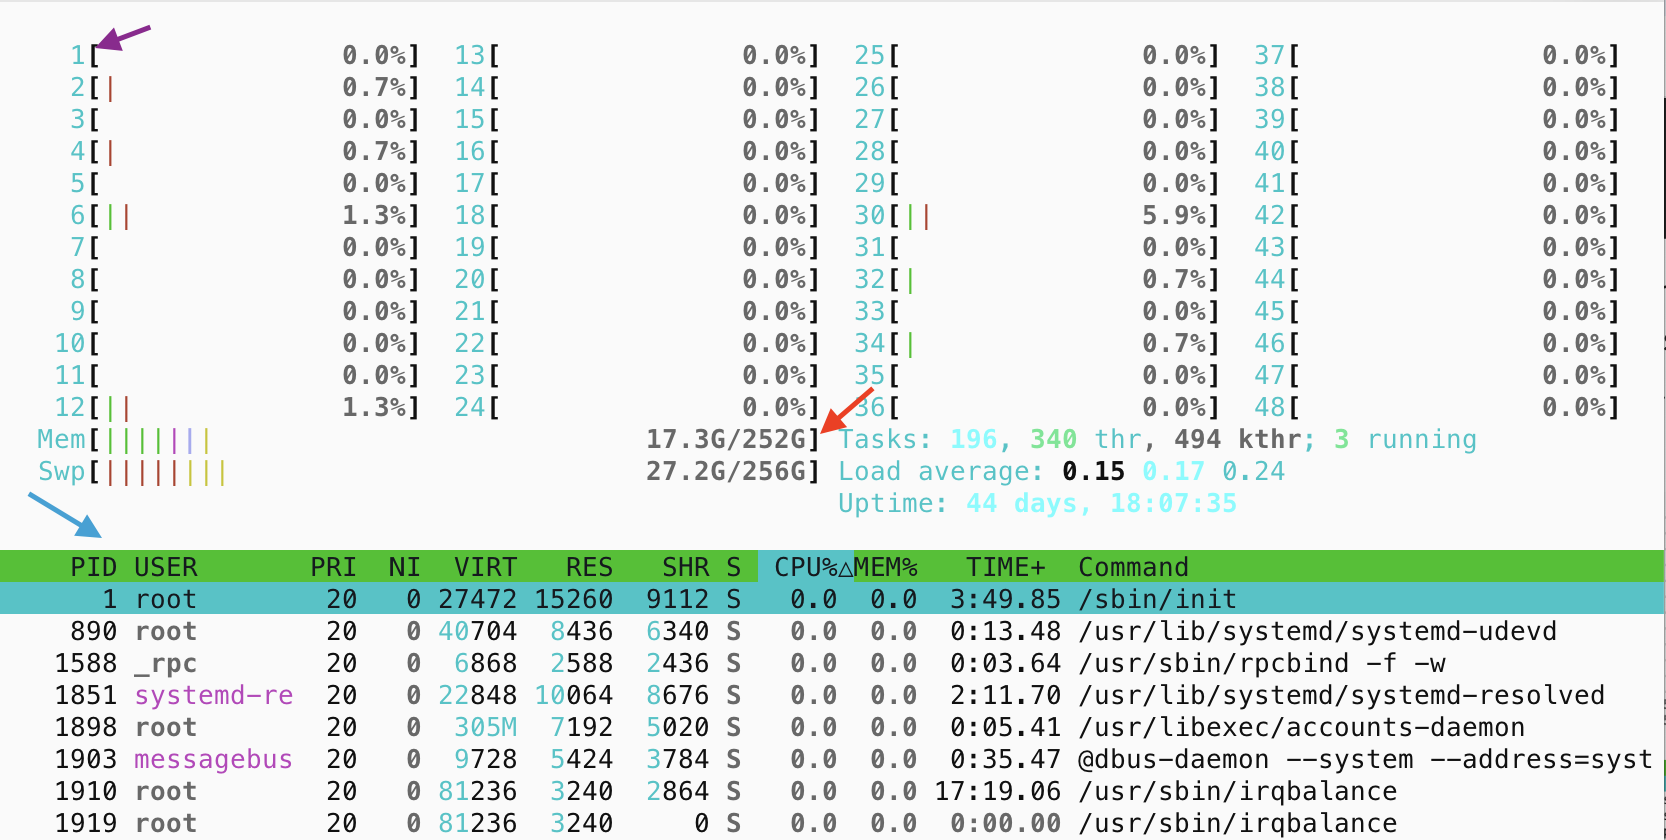 1[ 0.0%] 13[ 0.0%] 25[ 0.0%] 37[ 0.0%]
2[| 0.7%] 14[ 0.0%] 26[ 0.0%] 38[ 0.0%]
3[ 0.0%] 15[ 0.0%] 27[ 0.0%] 39[ 0.0%]
4[| 0.7%] 16[ 0.0%] 28[ 0.0%] 40[ 0.0%]
5[ 0.0%] 17[ 0.0%] 29[ 0.0%] 41[ 0.0%]
6[|| 1.3%] 18[ 0.0%] 30[|| 5.9%] 42[ 0.0%]
7[ 0.0%] 19[ 0.0%] 31[ 0.0%] 43[ 0.0%]
8[ 0.0%] 20[ 0.0%] 32[| 0.7%] 44[ 0.0%]
9[ 0.0%] 21[ 0.0%] 33[ 0.0%] 45[ 0.0%]
10[ 0.0%] 22[ 0.0%] 34[| 0.7%] 46[ 0.0%]
11[ 0.0%] 23[ 0.0%] 35[ 0.0%] 47[ 0.0%]
12[|| 1.3%] 24[ 0.0%] 36[ 0.0%] 48[ 0.0%]
Mem[||||||| 17.3G/252G] Tasks: 196, 340 thr, 494 kthr; 3 running
Swp[|||||||| 27.2G/256G] Load average: 0.15 0.17 0.24
Uptime: 44 days, 18:07:35
PID USER PRI NI VIRT RES SHR S CPU%△MEM% TIME+ Command
1 root 20 0 27472 15260 9112 S 0.0 0.0 3:49.85 /sbin/init
890 root 20 0 40704 8436 6340 S 0.0 0.0 0:13.48 /usr/lib/systemd/systemd-udevd
1588 _rpc 20 0 6868 2588 2436 S 0.0 0.0 0:03.64 /usr/sbin/rpcbind -f -w
1851 systemd-re 20 0 22848 10064 8676 S 0.0 0.0 2:11.70 /usr/lib/systemd/systemd-resolved
1898 root 20 0 305M 7192 5020 S 0.0 0.0 0:05.41 /usr/libexec/accounts-daemon
1903 messagebus 20 0 9728 5424 3784 S 0.0 0.0 0:35.47 @dbus-daemon --system --address=syst
1910 root 20 0 81236 3240 2864 S 0.0 0.0 17:19.06 /usr/sbin/irqbalance
1919 root 20 0 81236 3240 0 S 0.0 0.0 0:00.00 /usr/sbin/irqbalance